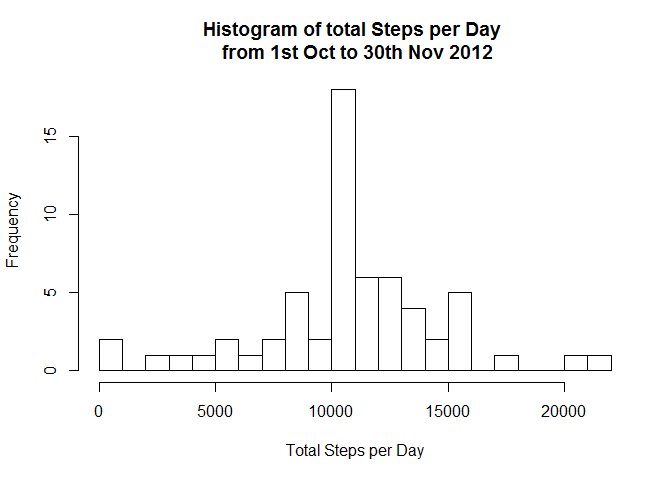 Histogram of total Steps per Day
from 1st Oct to 30th Nov 2012
Frequency
15
10
5
0
0 5000 10000 15000 20000
Total Steps per Day